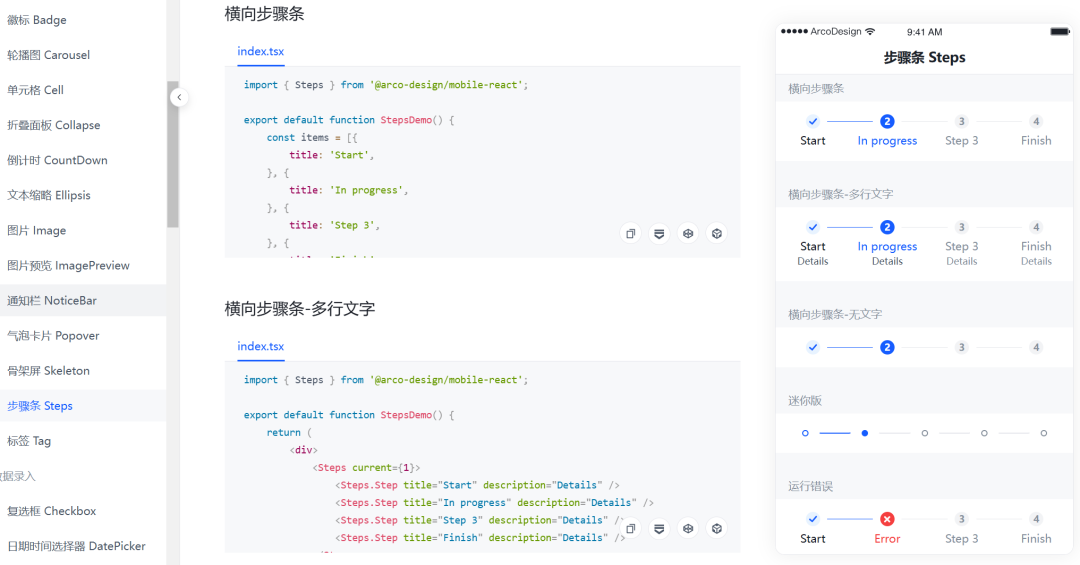 徽标 Badge
轮播图 Carousel
单元格 Cell
折叠面板 Collapse
倒计时 CountDown
文本缩略 Ellipsis
图片 Image
图片预览 ImagePreview
通知栏 NoticeBar
气泡卡片 Popover
骨架屏 Skeleton
步骤条 Steps
标签 Tag
数据录入
复选框 Checkbox
日期时间选择器 DatePicker
横向步骤条
index.tsx
import { Steps } from '@arco-design/mobile-react';
export default function StepsDemo() {
const items = [{
title: 'Start',
}, {
title: 'In progress',
}, {
title: 'Step 3',
}, {
横向步骤条-多行文字
index.tsx
import { Steps } from '@arco-design/mobile-react';
export default function StepsDemo() {
return (
<div>
<Steps current={1}>
<Steps.Step title="Start" description="Details" />
<Steps.Step title="In progress" description="Details" />
<Steps.Step title="Step 3" description="Details" />
<Steps.Step title="Finish" description="Details" />
ArcoDesign 9:41 AM
步骤条 Steps
横向步骤条
2 3 4
Start In progress Step 3 Finish
横向步骤条-多行文字
2 3 4
Start In progress Step 3 Finish
Details Details Details Details
横向步骤条-无文字
2 3 4
迷你版
运行错误
3 4
Start Error Step 3 Finish